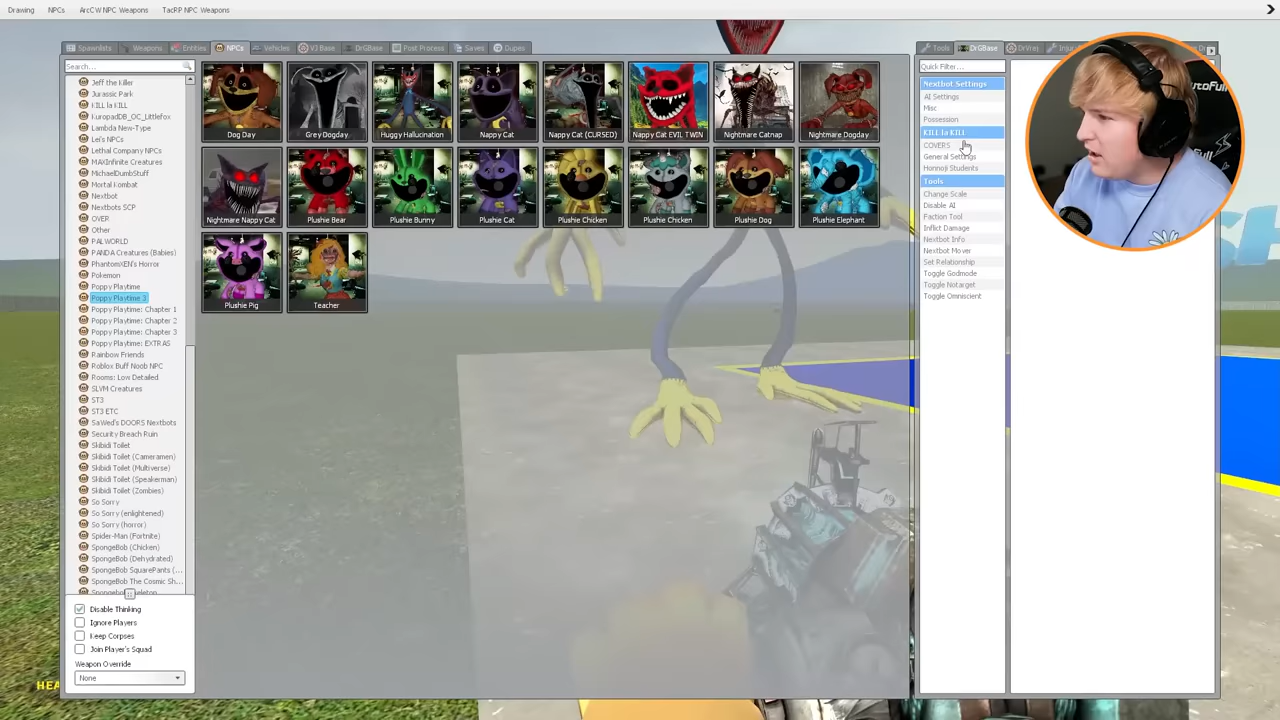 Drawing NPCs ArcCW NPC Weapons TacRP NPC Weapons
Spawnlists Weapons Entities NPCs Vehicles VJ Base DrGBase Post Process Saves Dupes
Search...
Jeff the Killer
Jurassic Park
KILL la KILL
KuropadDB_OC_Littlefox
Lambda New-Type
Lei's NPCs
Lethal Company NPCs
MAXInfinite Creatures
MichaelDumbStuff
Mortal Kombat
Nextbot
Nextbots SCP
OVER
Other
PALWORLD
PANDA Creatures (Babies)
PhantomXEN's Horror
Pokemon
Poppy Playtime
Poppy Playtime 3
Poppy Playtime: Chapter 1
Poppy Playtime: Chapter 2
Poppy Playtime: Chapter 3
Poppy Playtime: EXTRAS
Rainbow Friends
Roblox Buff Noob NPC
Rooms: Low Detailed
SLVM Creatures
ST3
ST3 ETC
SaWed's DOORS Nextbots
Security Breach Ruin
Skibidi Toilet
Skibidi Toilet (Cameramen)
Skibidi Toilet (Multiverse)
Skibidi Toilet (Speakerman)
Skibidi Toilet (Zombies)
So Sorry
So Sorry (enlightened)
So Sorry (horror)
Spider-Man (Fortnite)
SpongeBob (Chicken)
SpongeBob (Dehydrated)
SpongeBob SquarePants (...
SpongeBob The Cosmic Sh...
Disable Thinking
Ignore Players
Keep Corpses
Join Player's Squad
Weapon Override
None
HEA
Dog Day Grey Dogday Huggy Hallucination Nappy Cat Nappy Cat (CURSED) Nappy Cat EVIL TWIN Nightmare Catnap Nightmare Dogday
Nightmare Nappy Cat Plushie Bear Plushie Bunny Plushie Cat Plushie Chicken Plushie Chicken Plushie Dog Plushie Elephant
Plushie Pig Teacher
Tools DrGBase DrVrej
Quick Filter...
Nextbot Settings
AI Settings
Misc
Possession
KILL la KILL
COVERS
General Settings
Honnoji Students
Tools
Change Scale
Disable AI
Faction Tool
Inflict Damage
Nextbot Info
Nextbot Mover
Set Relationship
Toggle Godmode
Toggle Notarget
Toggle Omniscient